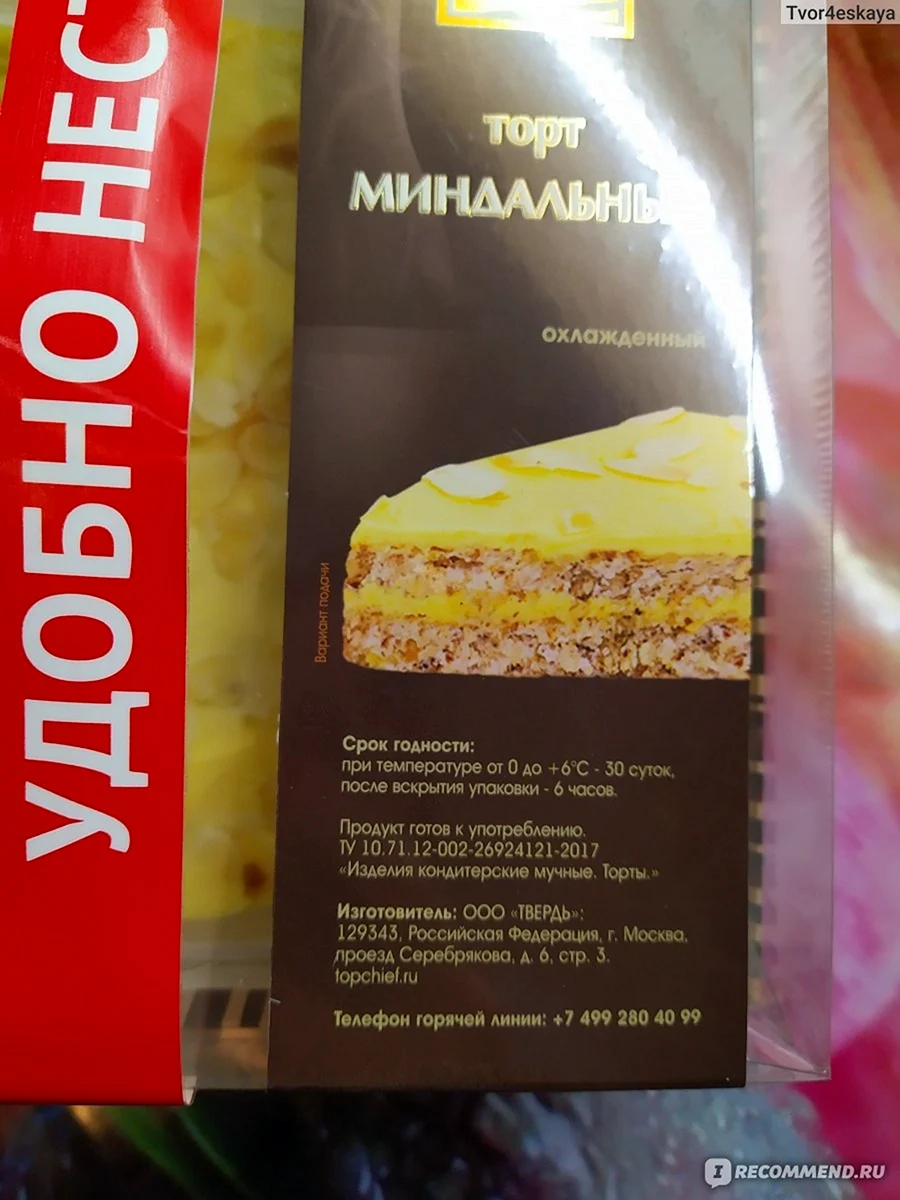 Tvor4eskaya
УДОБНО НЕС
торт
МИНДАЛЬНЫ
охлажденный
Вариант подачи
Срок годности:
при температуре от 0 до +6°С - 30 суток,
после вскрытия упаковки - 6 часов.
Продукт готов к употреблению.
ТУ 10.71.12-002-26924121-2017
«Изделия кондитерские мучные. Торты.»
Изготовитель: ООО «ТВЕРДЬ»:
129343, Российская Федерация, г. Москва,
проезд Серебрякова, д. 6, стр. 3.
topchief.ru
Телефон горячей линии: +7 499 280 40 99
IRECOMMEND.RU